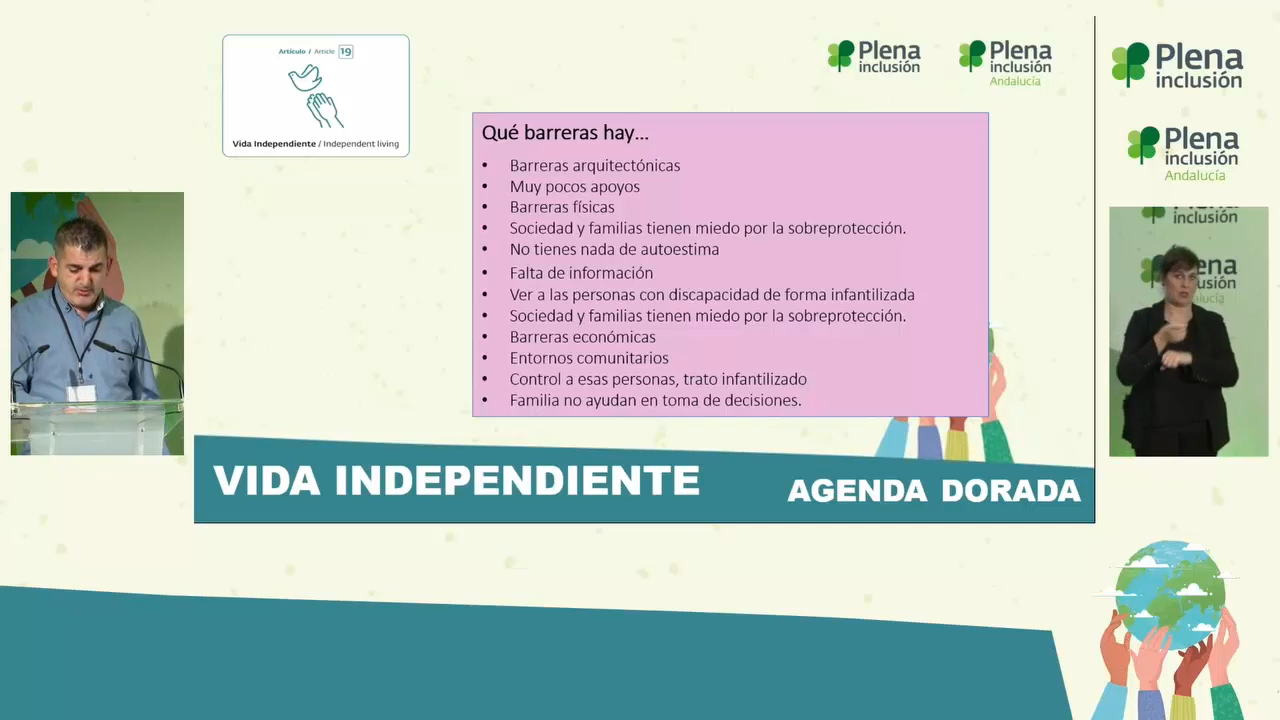 Artículo / Article 19
Vida Independiente / Independent living
Plena
inclusión
Plena
inclusión
Andalucía
Plena
inclusión
Plena
inclusión
Andalucía
Qué barreras hay...
• Barreras arquitectónicas
• Muy pocos apoyos
• Barreras físicas
• Sociedad y familias tienen miedo por la sobreprotección.
• No tienes nada de autoestima
• Falta de información
• Ver a las personas con discapacidad de forma infantilizada
• Sociedad y familias tienen miedo por la sobreprotección.
• Barreras económicas
• Entornos comunitarios
• Control a esas personas, trato infantilizado
• Familia no ayudan en toma de decisiones.
inclusión
VIDA INDEPENDIENTE
AGENDA DORADA